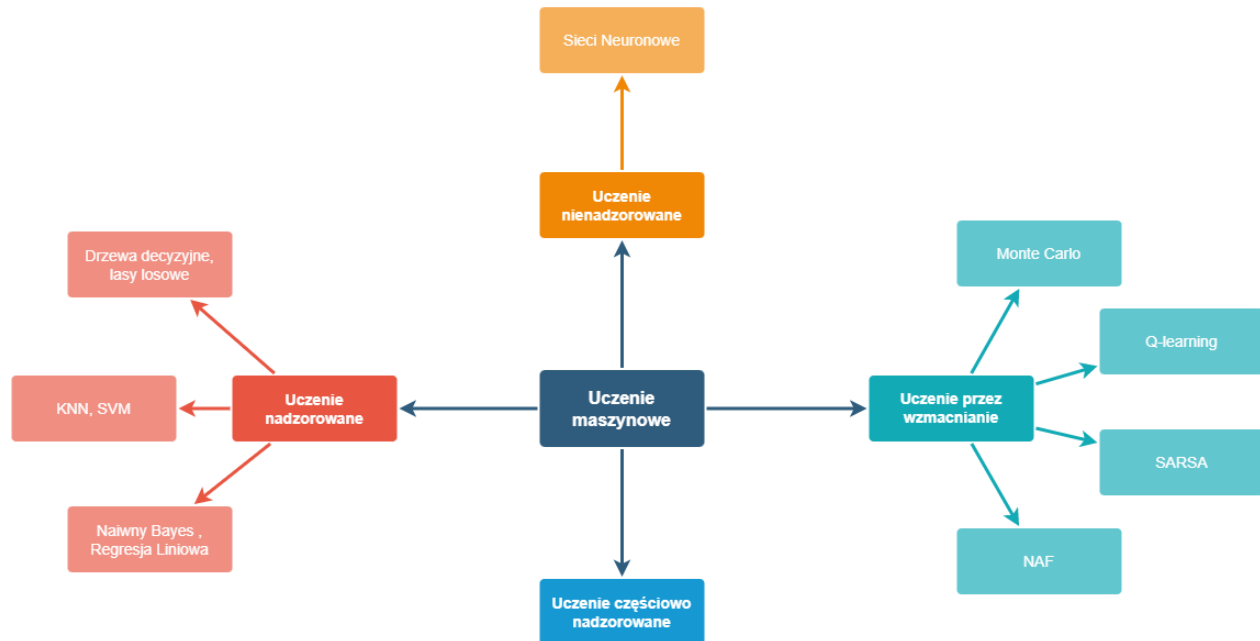 Sieci Neuronowe
Uczenie
nienadzorowane
Drzewa decyzyjne,
lasy losowe
Monte Carlo
Q-learning
KNN, SVM
Uczenie
nadzorowane
Uczenie
maszynowe
Uczenie przez
wzmacnianie
SARSA
Naiwny Bayes ,
Regresja Liniowa
NAF
Uczenie częściowo
nadzorowane